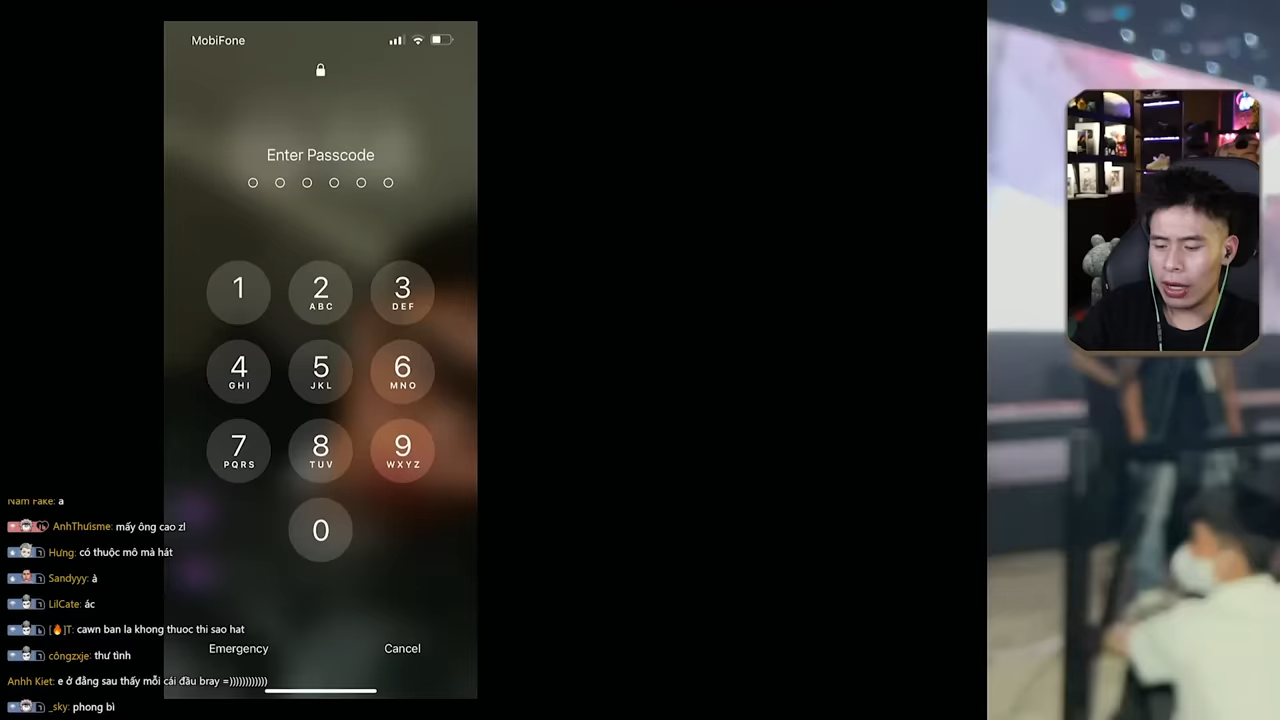 MobiFone
Enter Passcode
1
2
ABC
3
DEF
4
GHI
5
JKL
6
MNO
7
PQRS
8
TUV
9
WXYZ
0
Emergency
Cancel
Nam Fake: a
AnhThuisme: mấy ông cao zl
Hưng: có thuộc mô mà hát
Sandyyy: à
LilCate: ác
[🔥]T: cawn ban la khong thuoc thi sao hat
côngzxje: thư tình
Anhh Kiet: e ở đằng sau thấy mỗi cái đầu bray =))))))))))))
_sky: phong bì